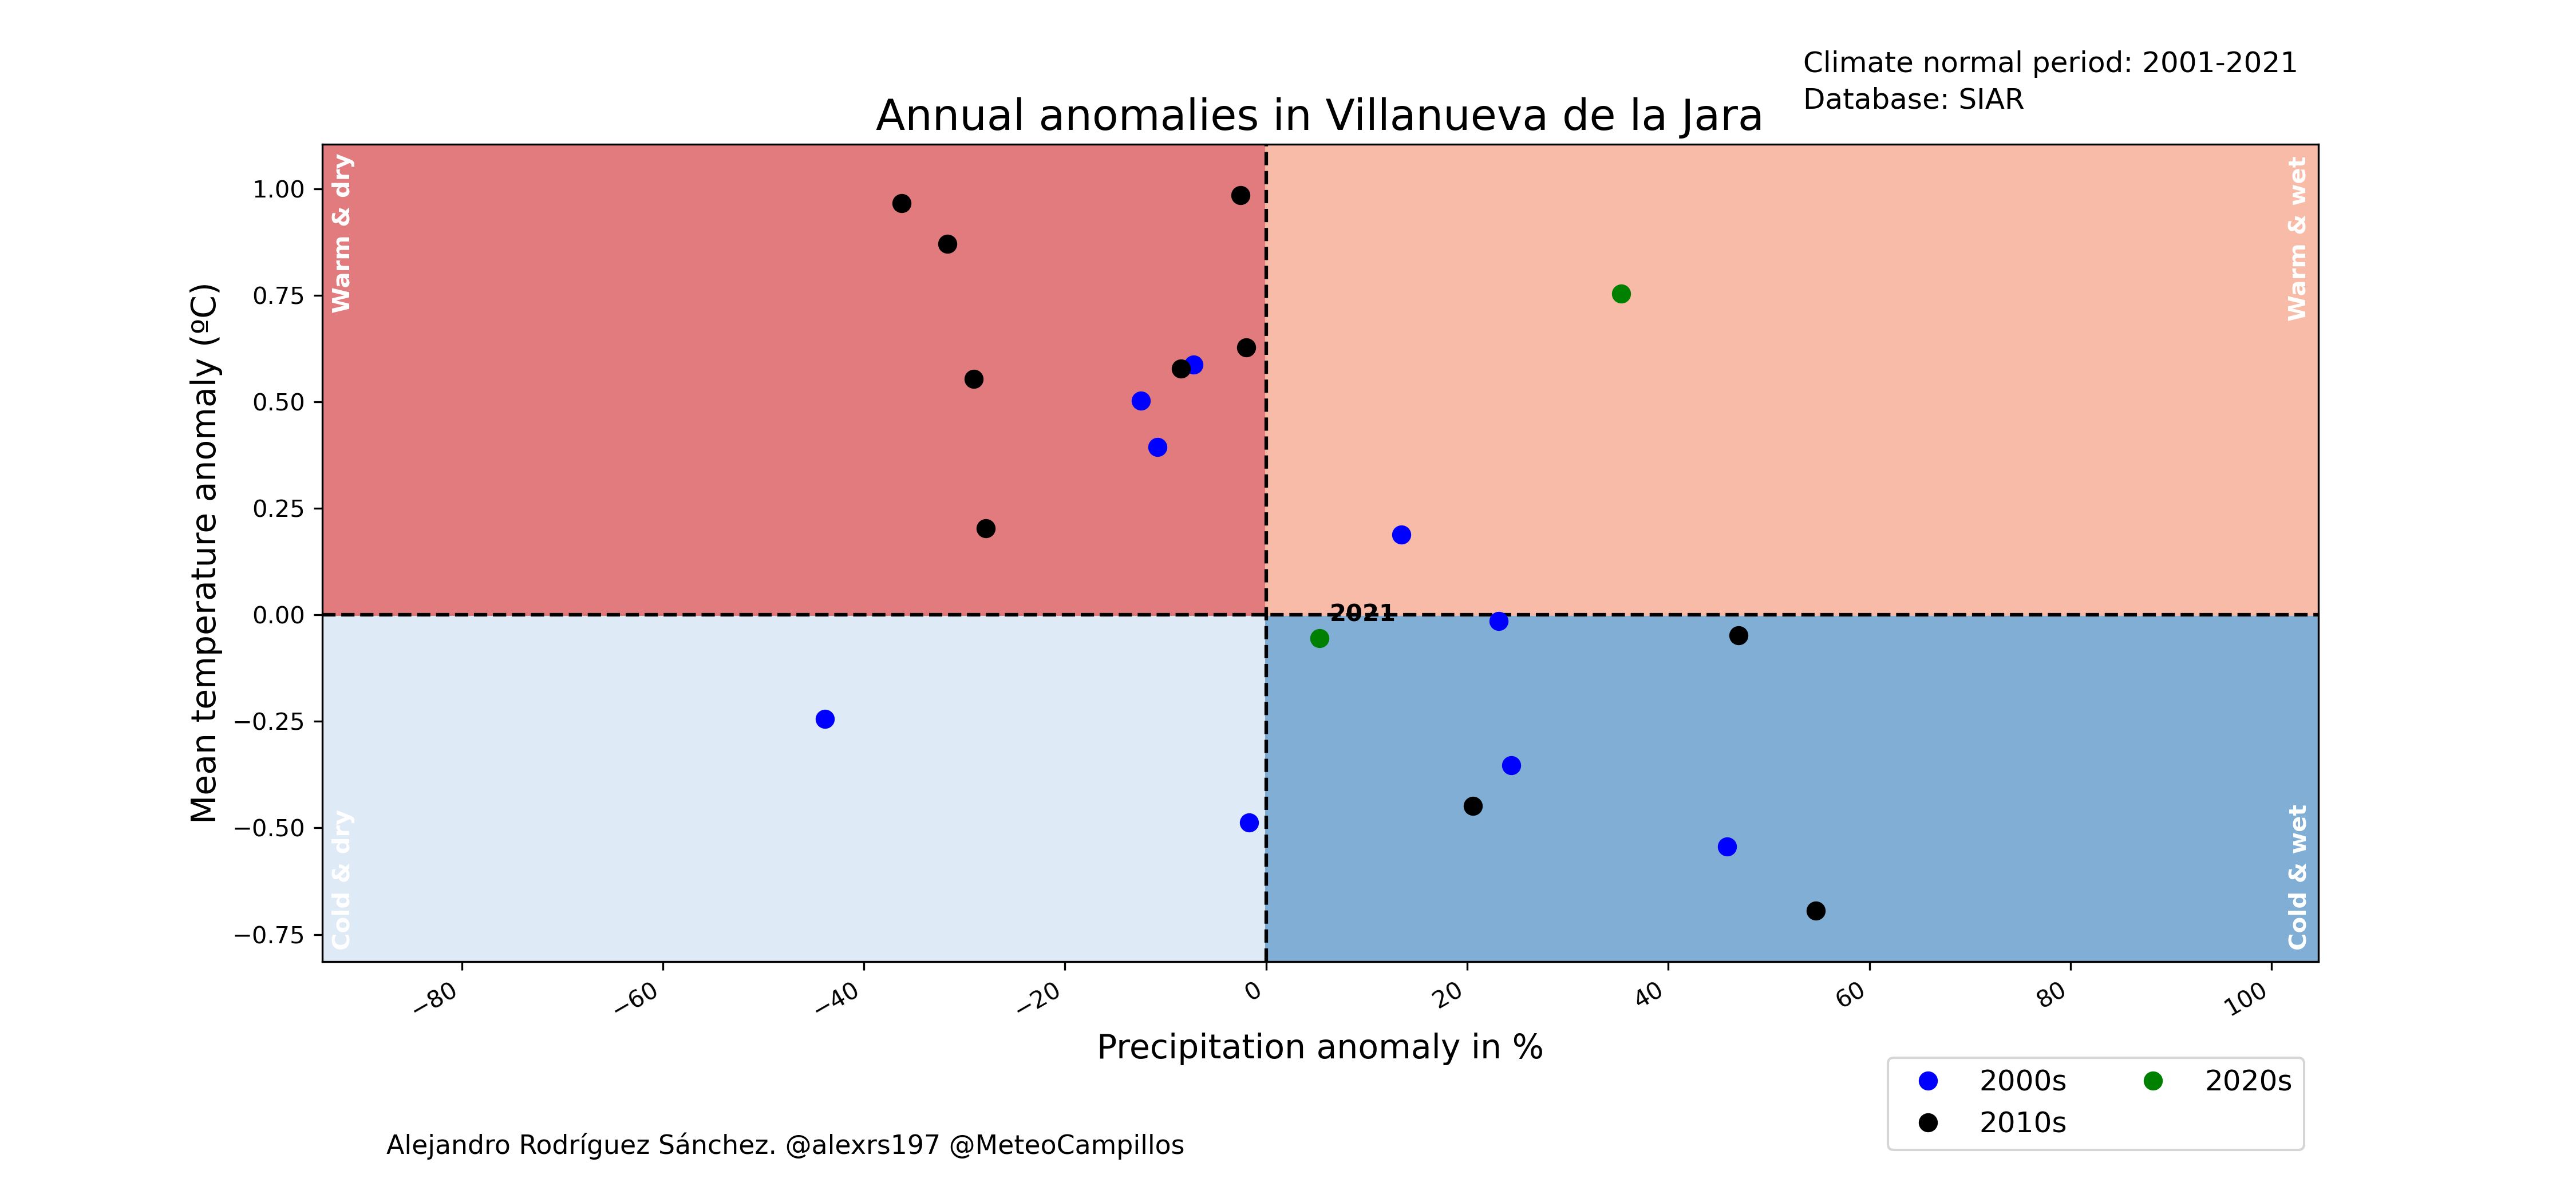 Climate normal period: 2001-2021
Database: SIAR
Annual anomalies in Villanueva de la Jara
Warm & dry
Warm & wet
Mean temperature anomaly (ºC)
1.00
0.75
0.50
0.25
0.00
−0.25
−0.50
−0.75
2021
Cold & dry
Cold & wet
−80
−60
−40
−20
0
20
40
60
80
100
Precipitation anomaly in %
2000s
2010s
2020s
Alejandro Rodríguez Sánchez. @alexrs197 @MeteoCampillos